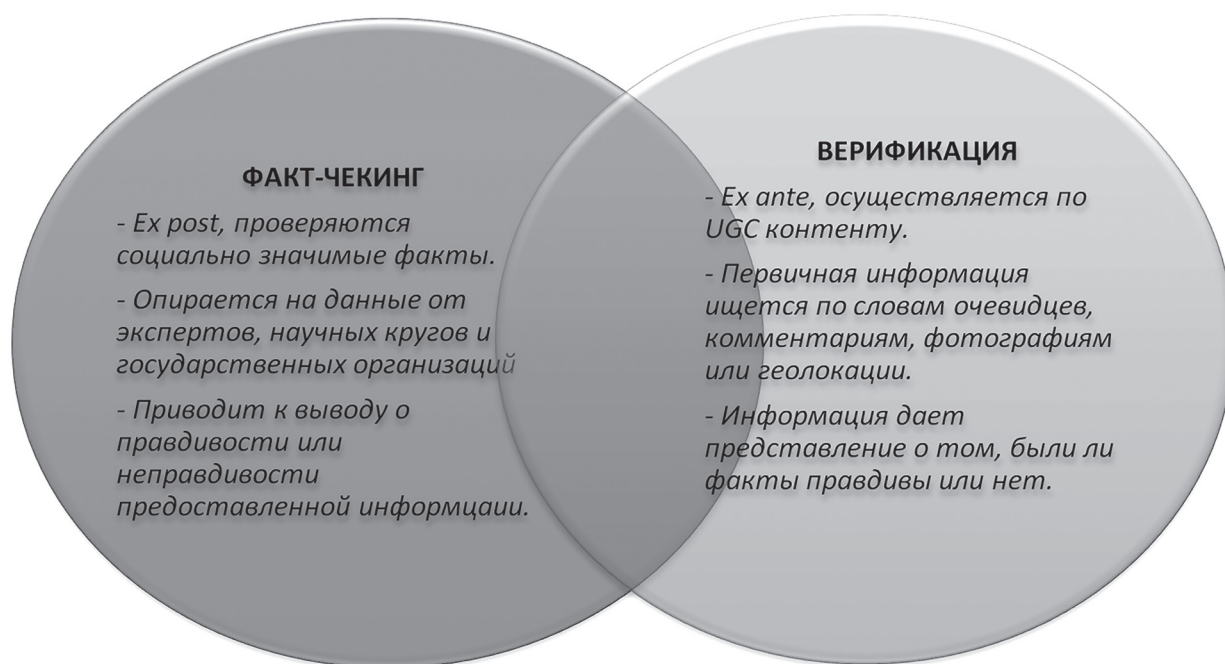 ФАКТ-ЧЕКИНГ
- Ex post, проверяются
социально значимые факты.
- Опирается на данные от
экспертов, научных кругов и
государственных организаций
- Приводит к выводу о
правдивости или
неправдивости
предоставленной информцаии.
ВЕРИФИКАЦИЯ
- Ex ante, осуществляется по
UGC контенту.
- Первичная информация
ищется по словам очевидцев,
комментариям, фотографиям
или геолокации.
- Информация дает
представление о том, были ли
факты правдивы или нет.